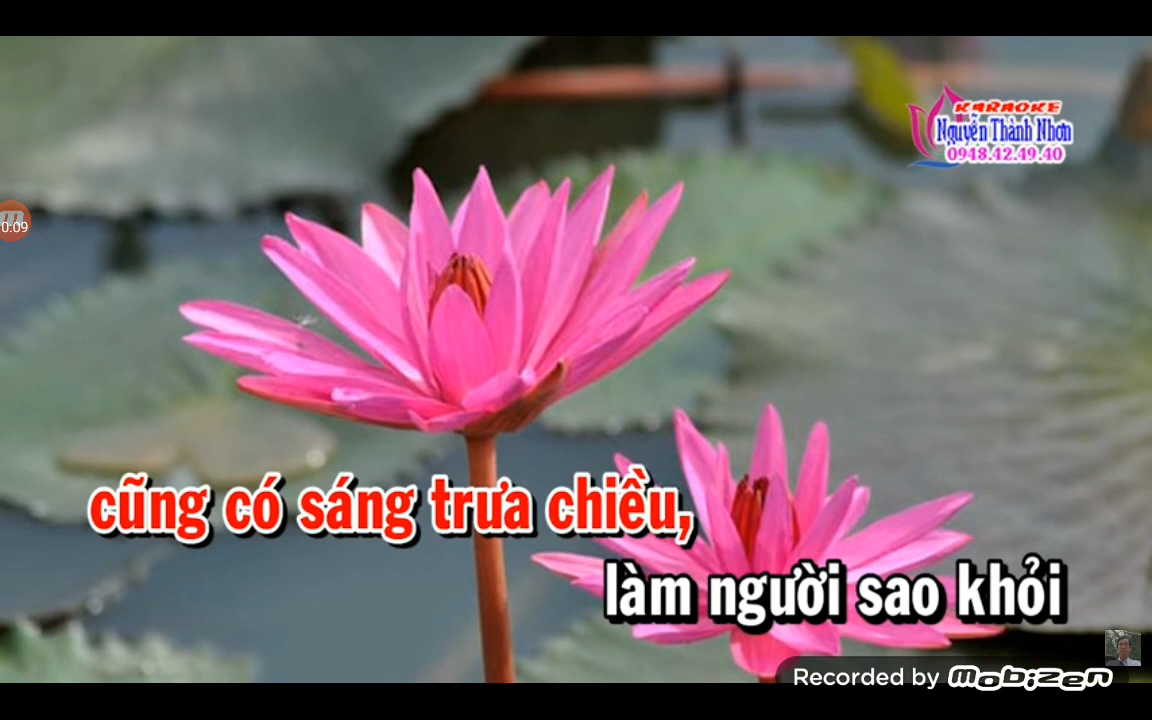 KARAOKE
Nguyễn Thành Nhơn
0948.42.49.40
0:09
cũng có sáng trưa chiều,
làm người sao khỏi
Recorded by mobizen